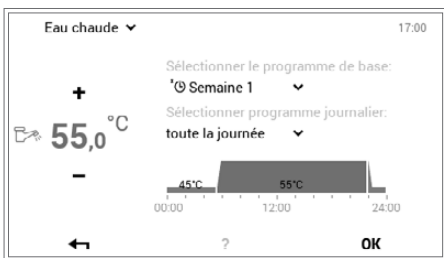 Eau chaude
17:00
Sélectionner le programme de base:
Semaine 1
+
Sélectionner programme journalier:
55,0 °C
toute la journée
−
45°C 55°C
00:00 12:00 24:00
? OK